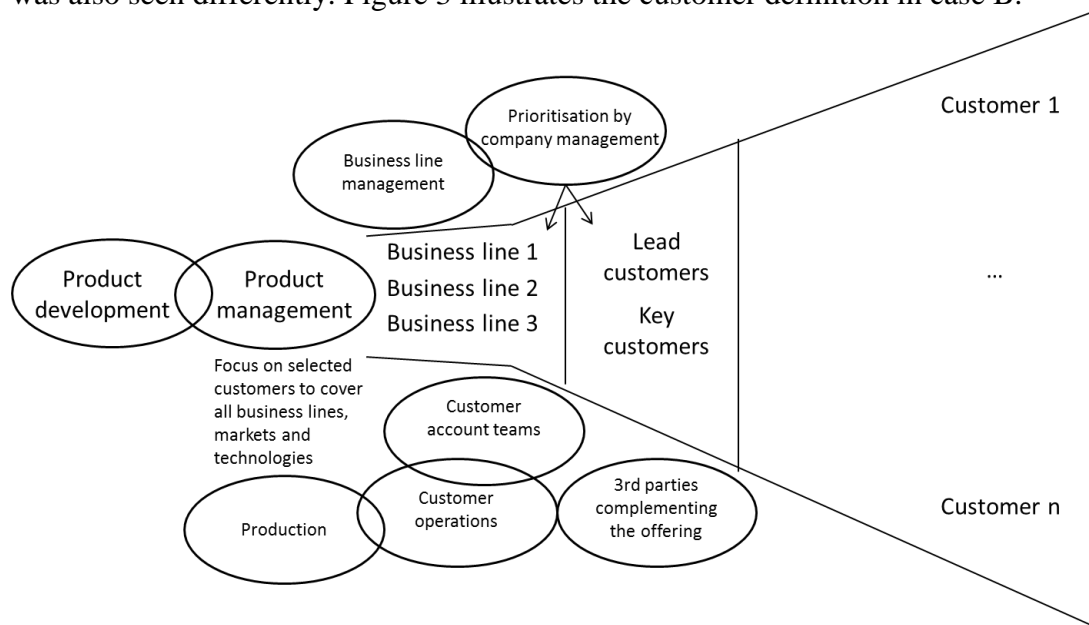 was also seen differently. Figure 3 illustrates the customer definition in case B.
Prioritisation by
company management
Customer 1
Business line
management
Business line 1
Business line 2
Business line 3
Lead
customers
Key
customers
...
Product
development
Product
management
Focus on selected
customers to cover
all business lines,
markets and
technologies
Customer
account teams
Production
Customer
operations
3rd parties
complementing
the offering
Customer n